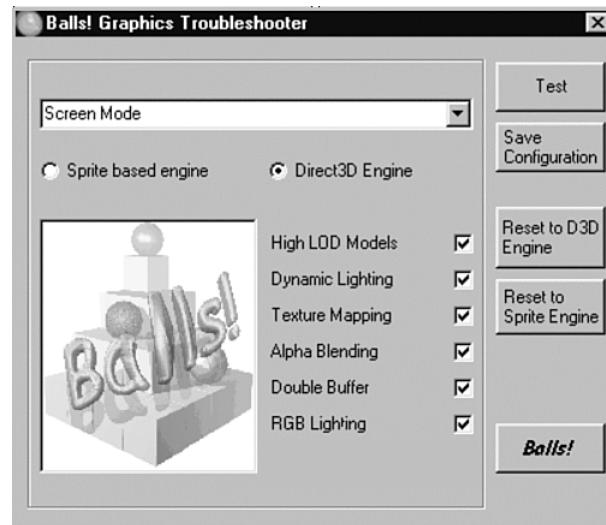 Balls! Graphics Troubleshooter
Screen Mode
Sprite based engine
Direct3D Engine
Balls!
High LOD Models
Dynamic Lighting
Texture Mapping
Alpha Blending
Double Buffer
RGB Lighting
Test
Save
Configuration
Reset to D3D
Engine
Reset to
Sprite Engine
Balls!